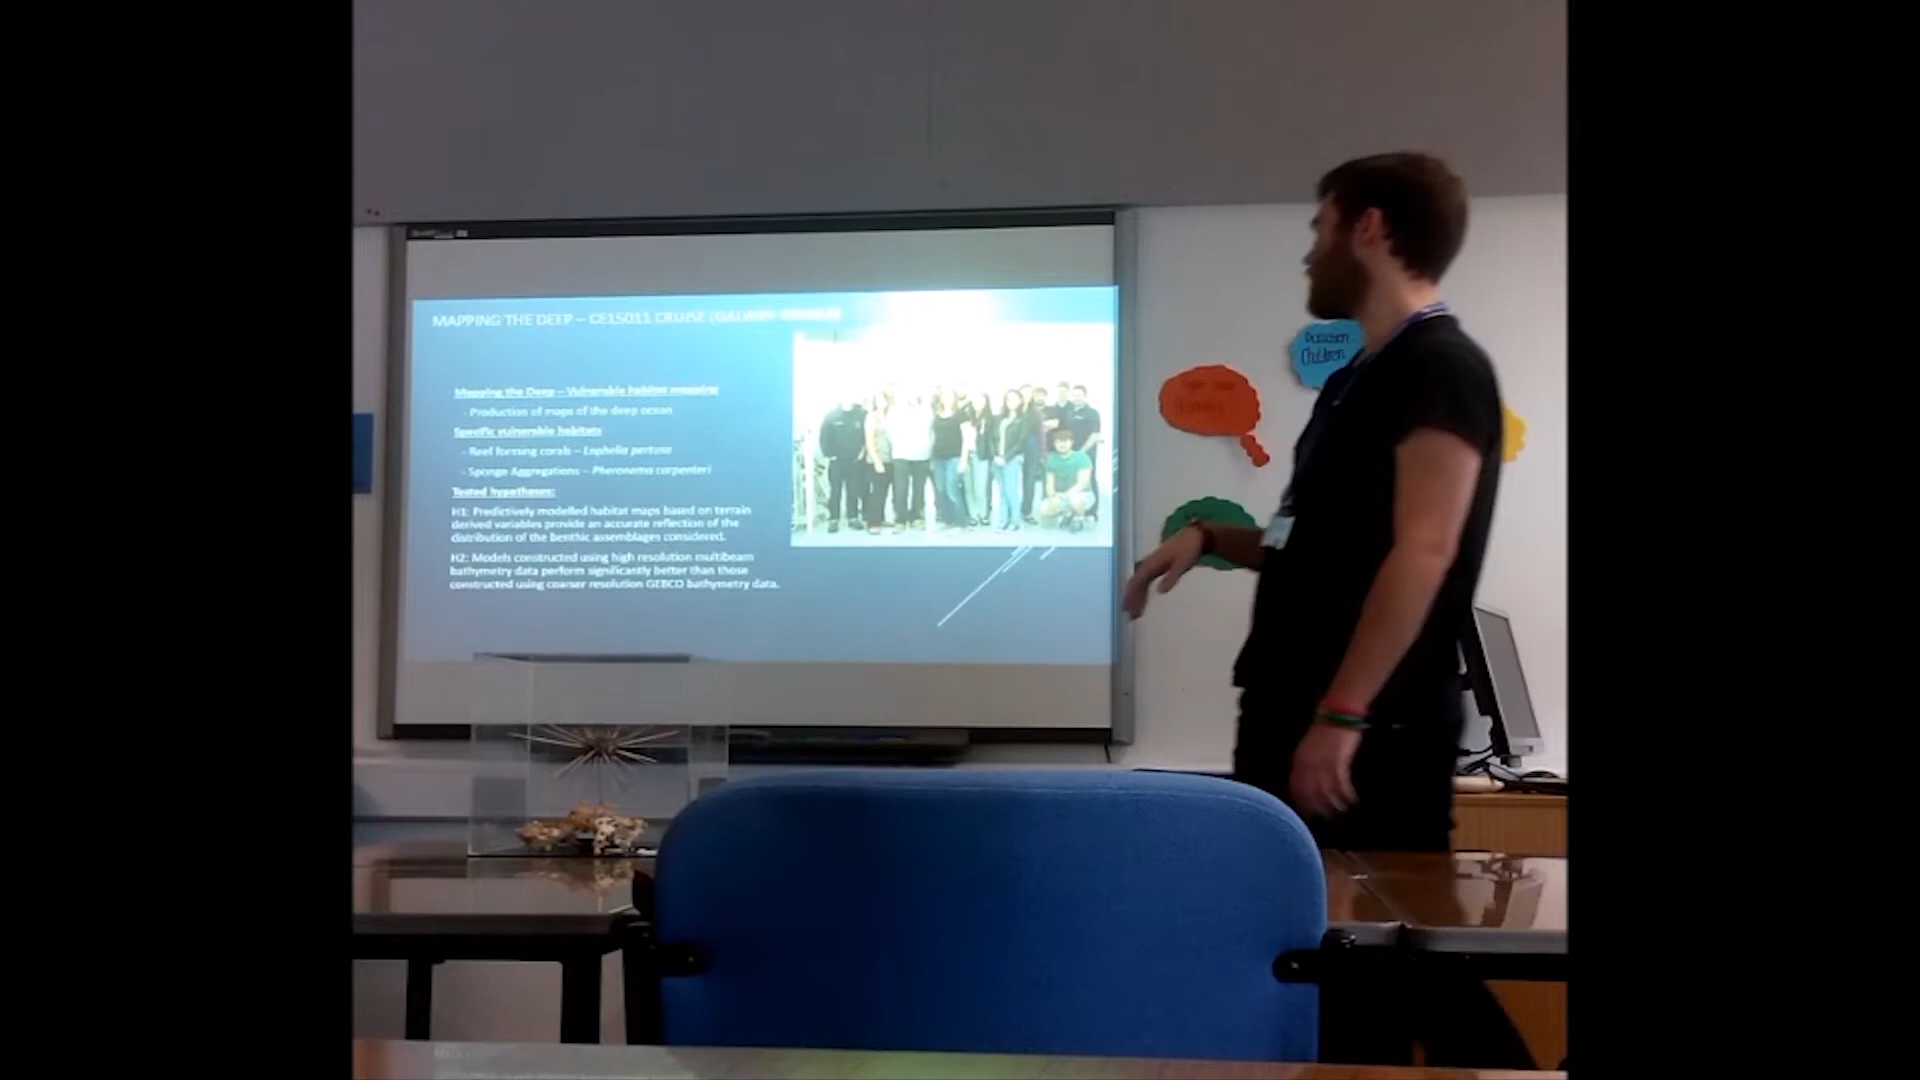 MAPPING THE DEEP – CE15011 CRUISE (GALWAY
Mapping the Deep – Vulnerable habitat mapping
- Production of maps of the deep ocean
Specific vulnerable habitats
- Reef forming corals – Lophelia pertusa
- Sponge Aggregations – Pheronema carpenteri
Tested hypotheses:
H1: Predictively modelled habitat maps based on terrain
derived variables provide an accurate reflection of the
distribution of the benthic assemblages considered.
H2: Models constructed using high resolution multibeam
bathymetry data perform significantly better than those
constructed using coarser resolution GEBCO bathymetry data.
Children